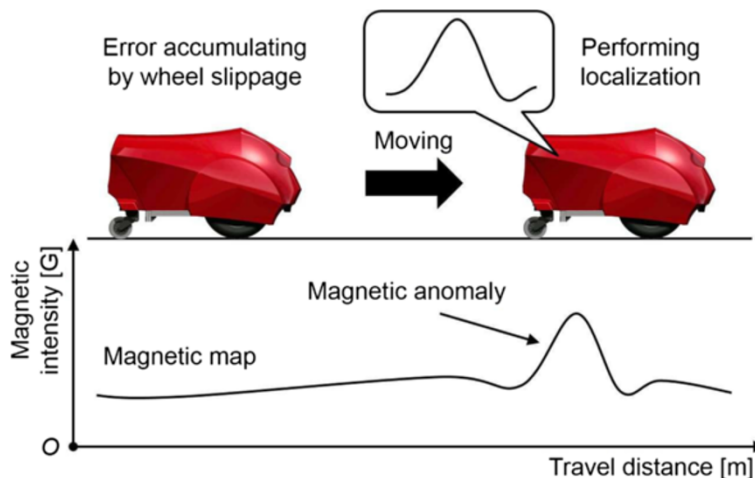 Error accumulating
by wheel slippage
Performing
localization
Moving
Magnetic
intensity [G]
Magnetic anomaly
Magnetic map
O
Travel distance [m]